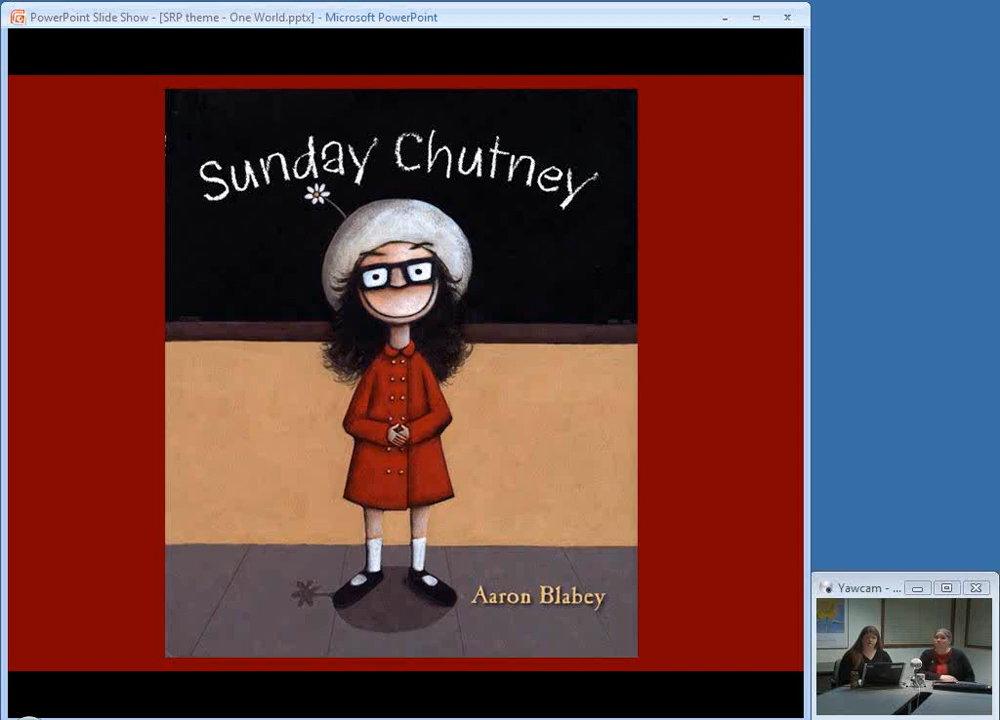 PowerPoint Slide Show - [SRP theme - One World.pptx] - Microsoft PowerPoint
Sunday Chutney
Aaron Blabey
Yawcam - ...